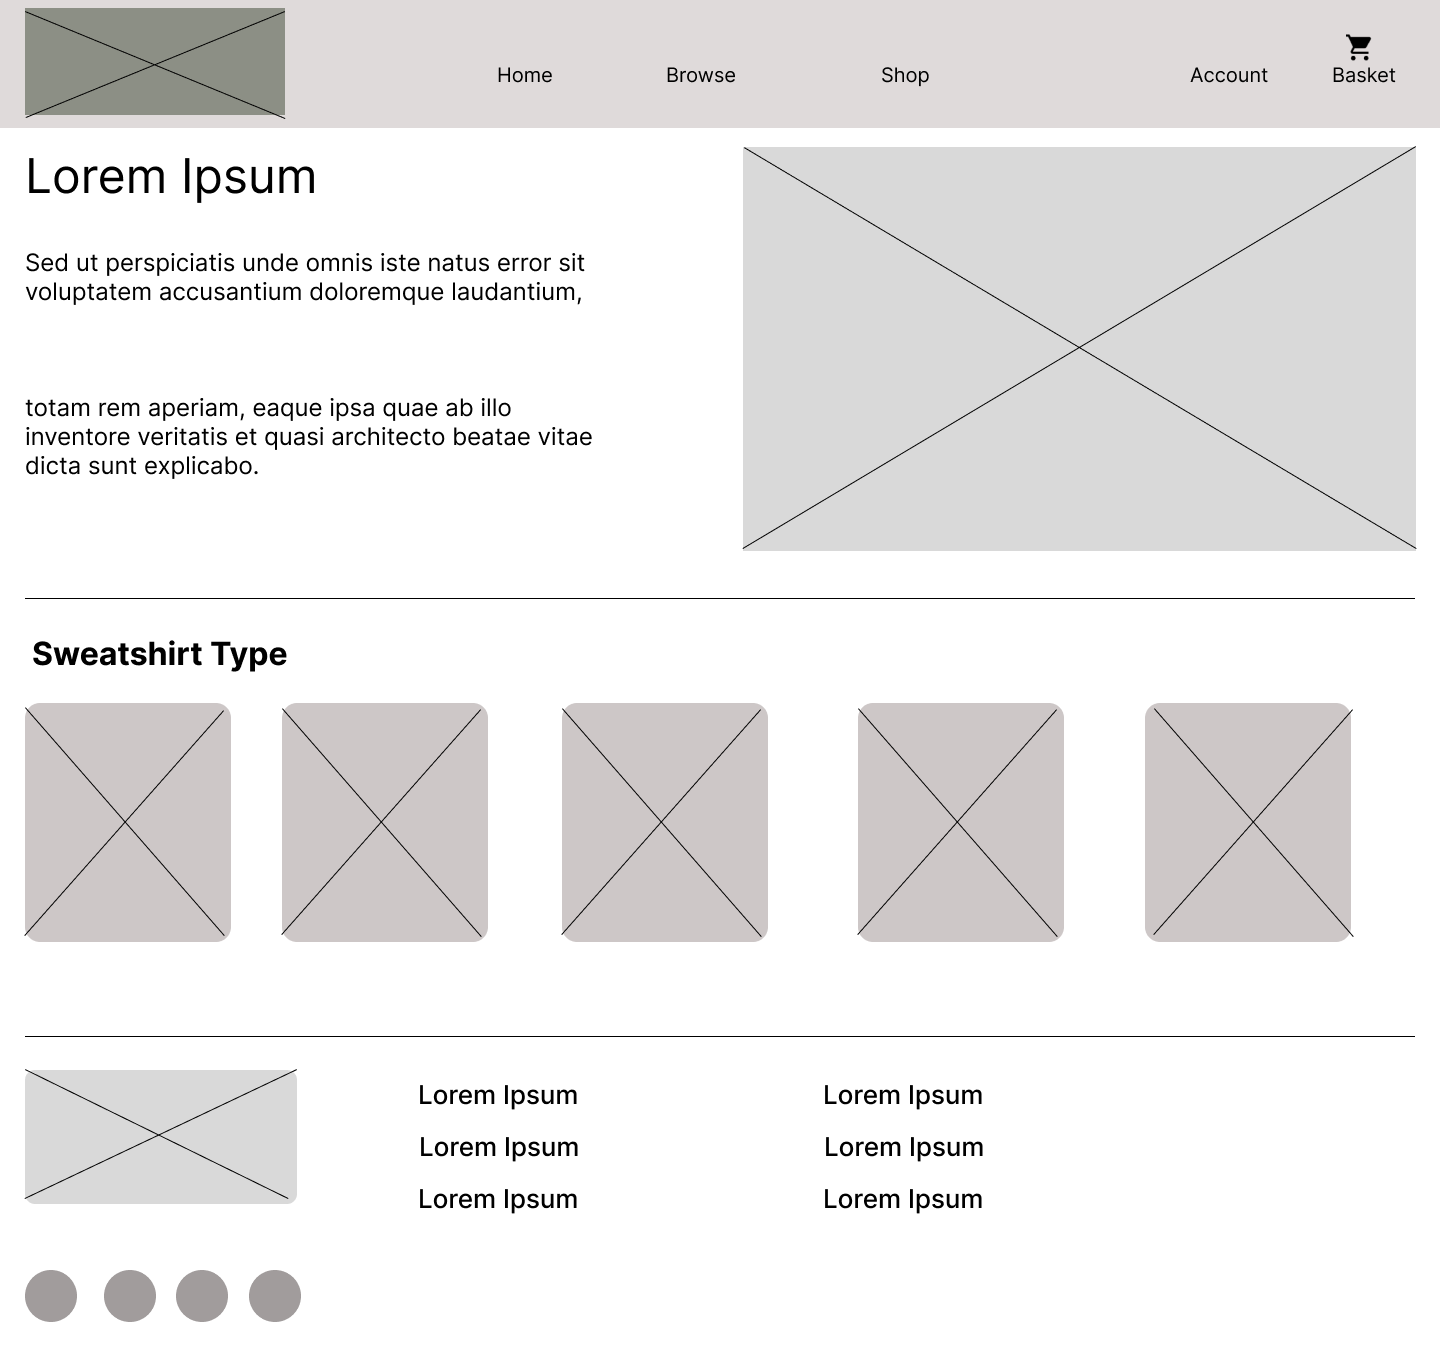 Home Browse Shop Account Basket
Lorem Ipsum
Sed ut perspiciatis unde omnis iste natus error sit
voluptatem accusantium doloremque laudantium,
totam rem aperiam, eaque ipsa quae ab illo
inventore veritatis et quasi architecto beatae vitae
dicta sunt explicabo.
Sweatshirt Type
Lorem Ipsum Lorem Ipsum
Lorem Ipsum Lorem Ipsum
Lorem Ipsum Lorem Ipsum